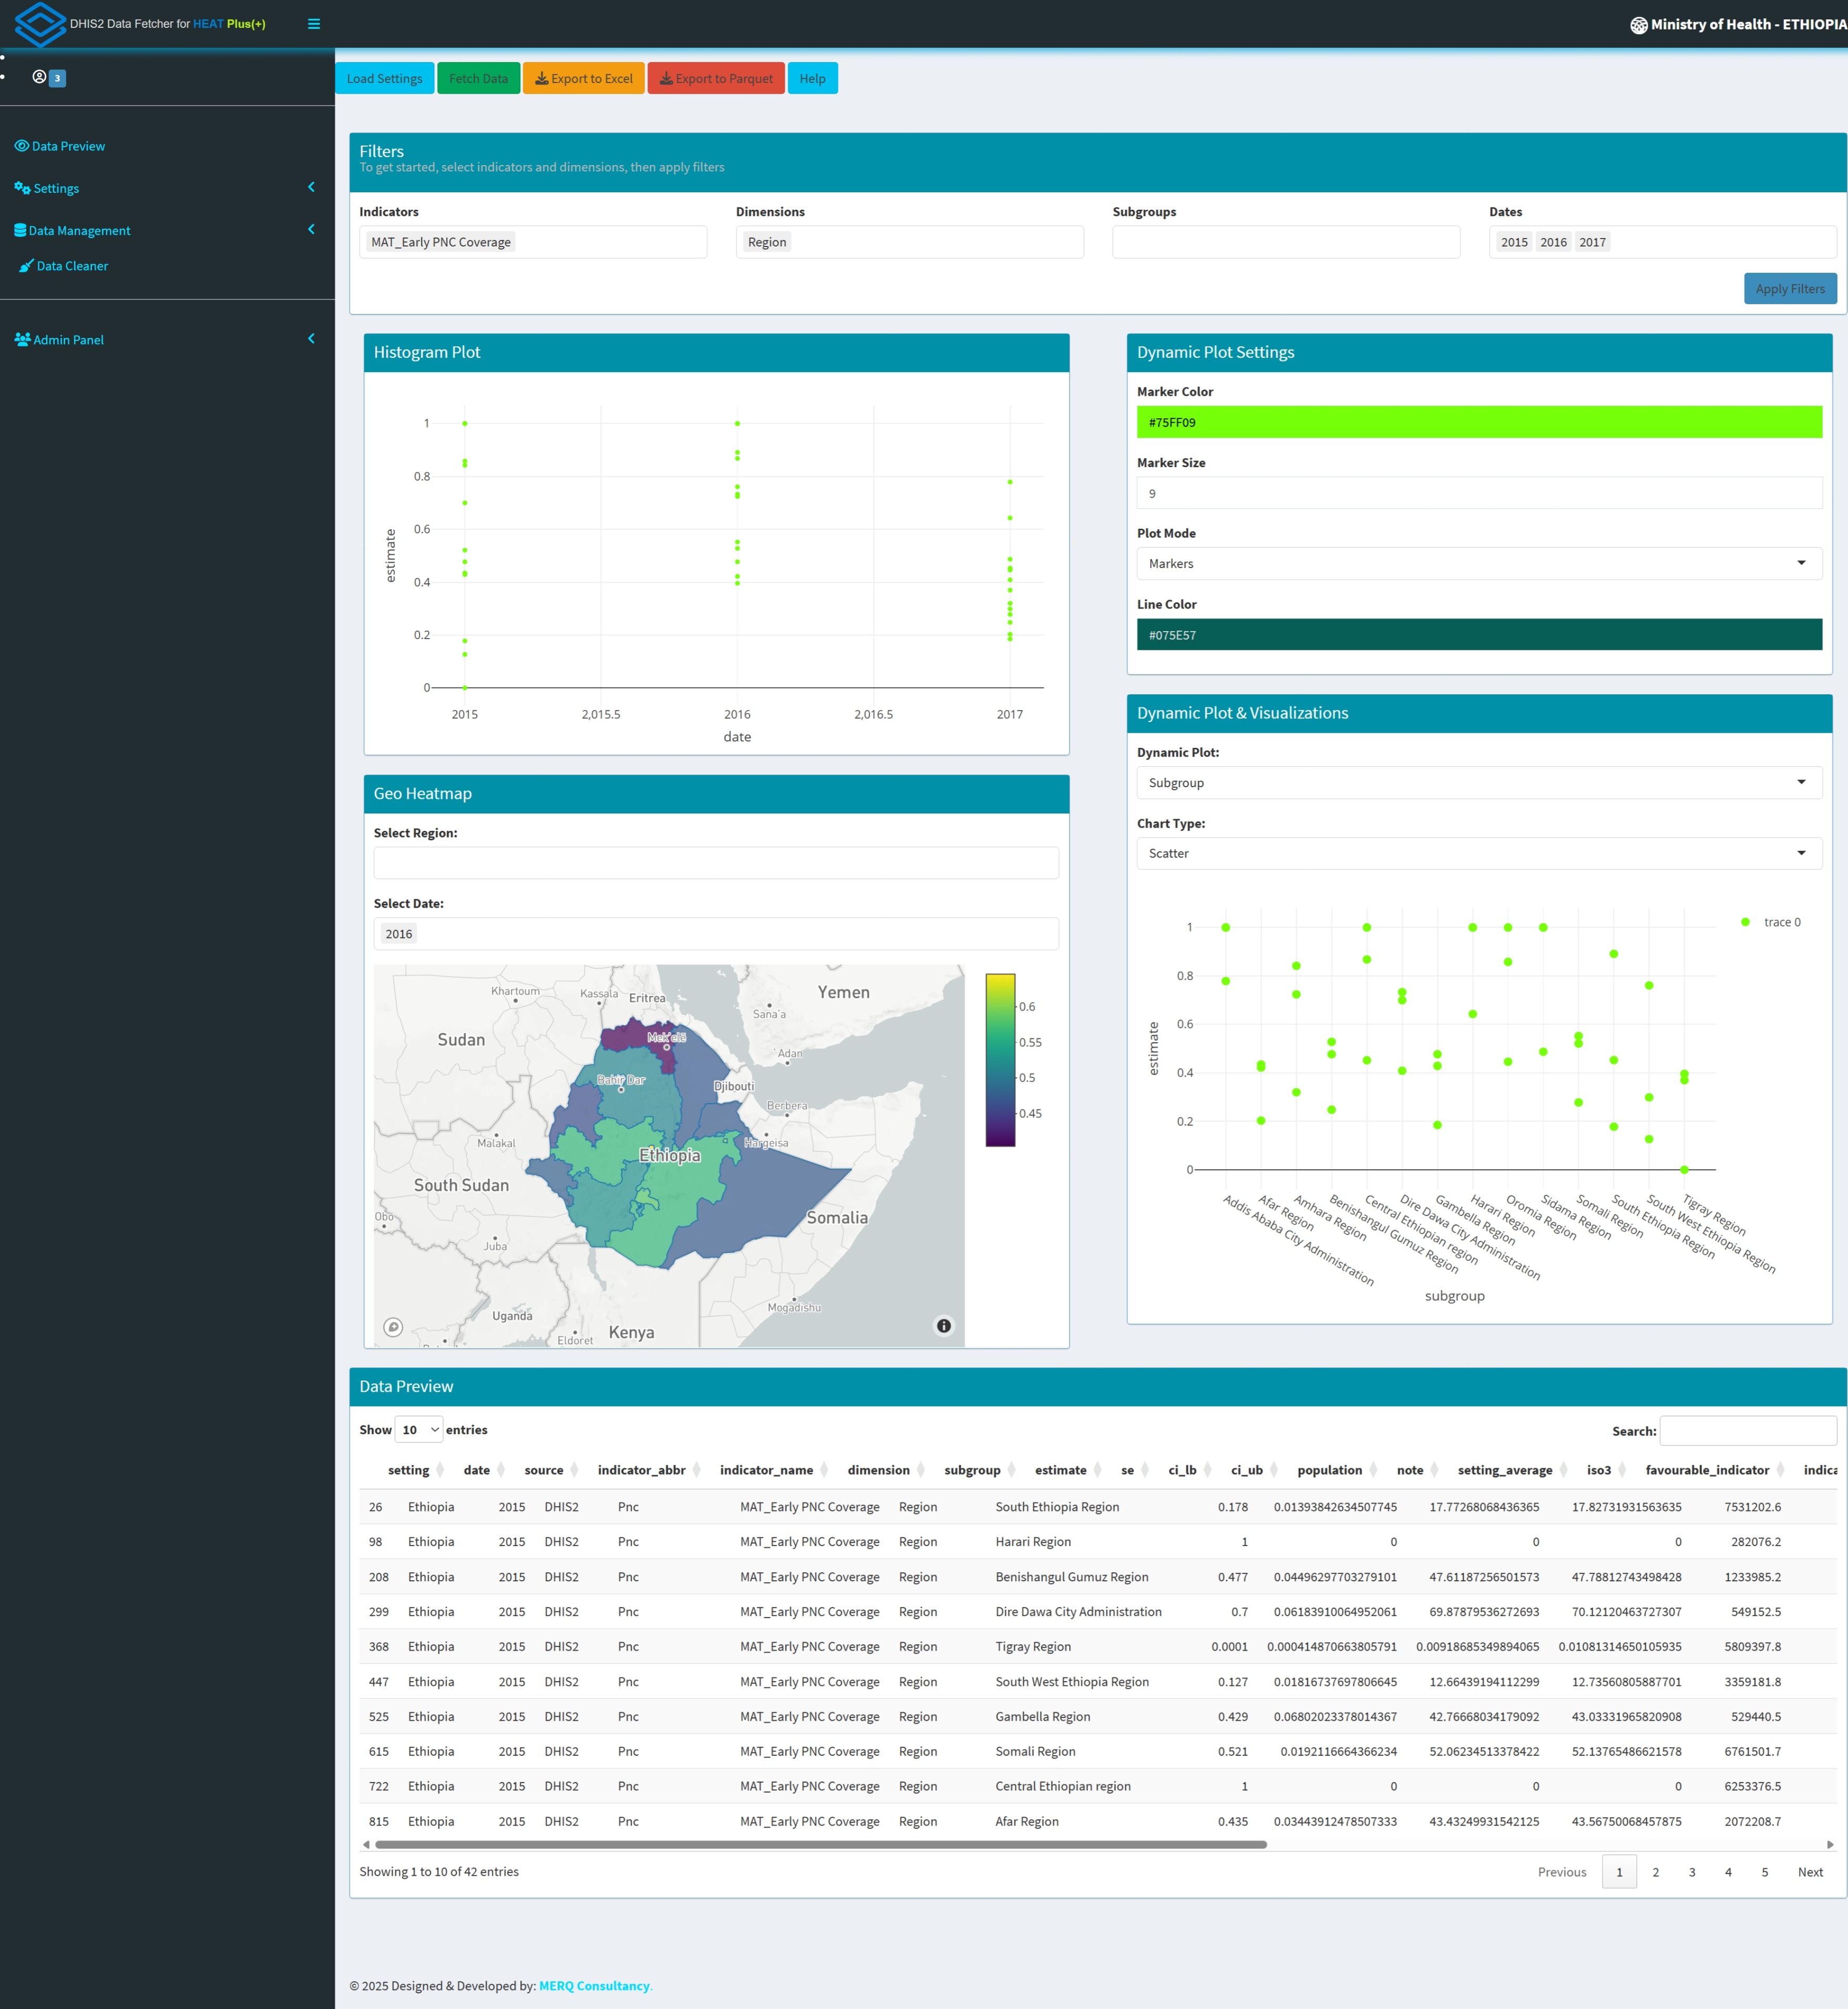 DHIS2 Data Fetcher for HEAT Plus(+)
Ministry of Health - ETHIOPIA
3
Load Settings
Fetch Data
Export to Excel
Export to Parquet
Help
Data Preview
Settings
Data Management
Data Cleaner
Admin Panel
Filters
To get started, select indicators and dimensions, then apply filters
Indicators
Dimensions
Subgroups
Dates
MAT_Early PNC Coverage
Region
2015 2016 2017
Apply Filters
Histogram Plot
1
0.8
0.6
0.4
0.2
0
estimate
2015 2,015.5 2016 2,016.5 2017
date
Dynamic Plot Settings
Marker Color
#75FF09
Marker Size
9
Plot Mode
Markers
Line Color
#075E57
Geo Heatmap
Select Region:
Select Date:
2016
Khartoum
Kassala
Eritrea
Yemen
Sana'a
Sudan
Mek'elē
Adan
Bahir Dar
Djibouti
Berbera
Malakal
Hargeisa
Ethiopia
South Sudan
Obo
Somalia
Juba
Mogadishu
Uganda
Eldoret
Kenya
0.6
0.55
0.5
0.45
Dynamic Plot & Visualizations
Dynamic Plot:
Subgroup
Chart Type:
Scatter
1
0.8
0.6
0.4
0.2
0
estimate
trace 0
Addis Ababa City Administration
Afar Region
Amhara Region
Benishangul Gumuz Region
Central Ethiopian region
Dire Dawa City Administration
Gambella Region
Harari Region
Oromia Region
Sidama Region
Somali Region
South Ethiopia Region
South West Ethiopia Region
Tigray Region
subgroup
Data Preview
Show 10 entries
Search:
setting date source indicator_abbr indicator_name dimension subgroup estimate se ci_lb ci_ub population note setting_average iso3 favourable_indicator indica
26 Ethiopia 2015 DHIS2 Pnc MAT_Early PNC Coverage Region South Ethiopia Region 0.178 0.01393842634507745 17.77268068436365 17.82731931563635 7531202.6
98 Ethiopia 2015 DHIS2 Pnc MAT_Early PNC Coverage Region Harari Region 1 0 0 0 282076.2
208 Ethiopia 2015 DHIS2 Pnc MAT_Early PNC Coverage Region Benishangul Gumuz Region 0.477 0.04496297703279101 47.61187256501573 47.78812743498428 1233985.2
299 Ethiopia 2015 DHIS2 Pnc MAT_Early PNC Coverage Region Dire Dawa City Administration 0.7 0.06183910064952061 69.87879536272693 70.12120463727307 549152.5
368 Ethiopia 2015 DHIS2 Pnc MAT_Early PNC Coverage Region Tigray Region 0.0001 0.000414870663805791 0.00918685349894065 0.01081314650105935 5809397.8
447 Ethiopia 2015 DHIS2 Pnc MAT_Early PNC Coverage Region South West Ethiopia Region 0.127 0.01816737697806645 12.66439194112299 12.73560805887701 3359181.8
525 Ethiopia 2015 DHIS2 Pnc MAT_Early PNC Coverage Region Gambella Region 0.429 0.06802023378014367 42.76668034179092 43.03331965820908 529440.5
615 Ethiopia 2015 DHIS2 Pnc MAT_Early PNC Coverage Region Somali Region 0.521 0.0192116664366234 52.06234513378422 52.13765486621578 6761501.7
722 Ethiopia 2015 DHIS2 Pnc MAT_Early PNC Coverage Region Central Ethiopian region 1 0 0 0 6253376.5
815 Ethiopia 2015 DHIS2 Pnc MAT_Early PNC Coverage Region Afar Region 0.435 0.03443912478507333 43.43249931542125 43.56750068457875 2072208.7
Showing 1 to 10 of 42 entries
Previous 1 2 3 4 5 Next
© 2025 Designed & Developed by: MERQ Consultancy.